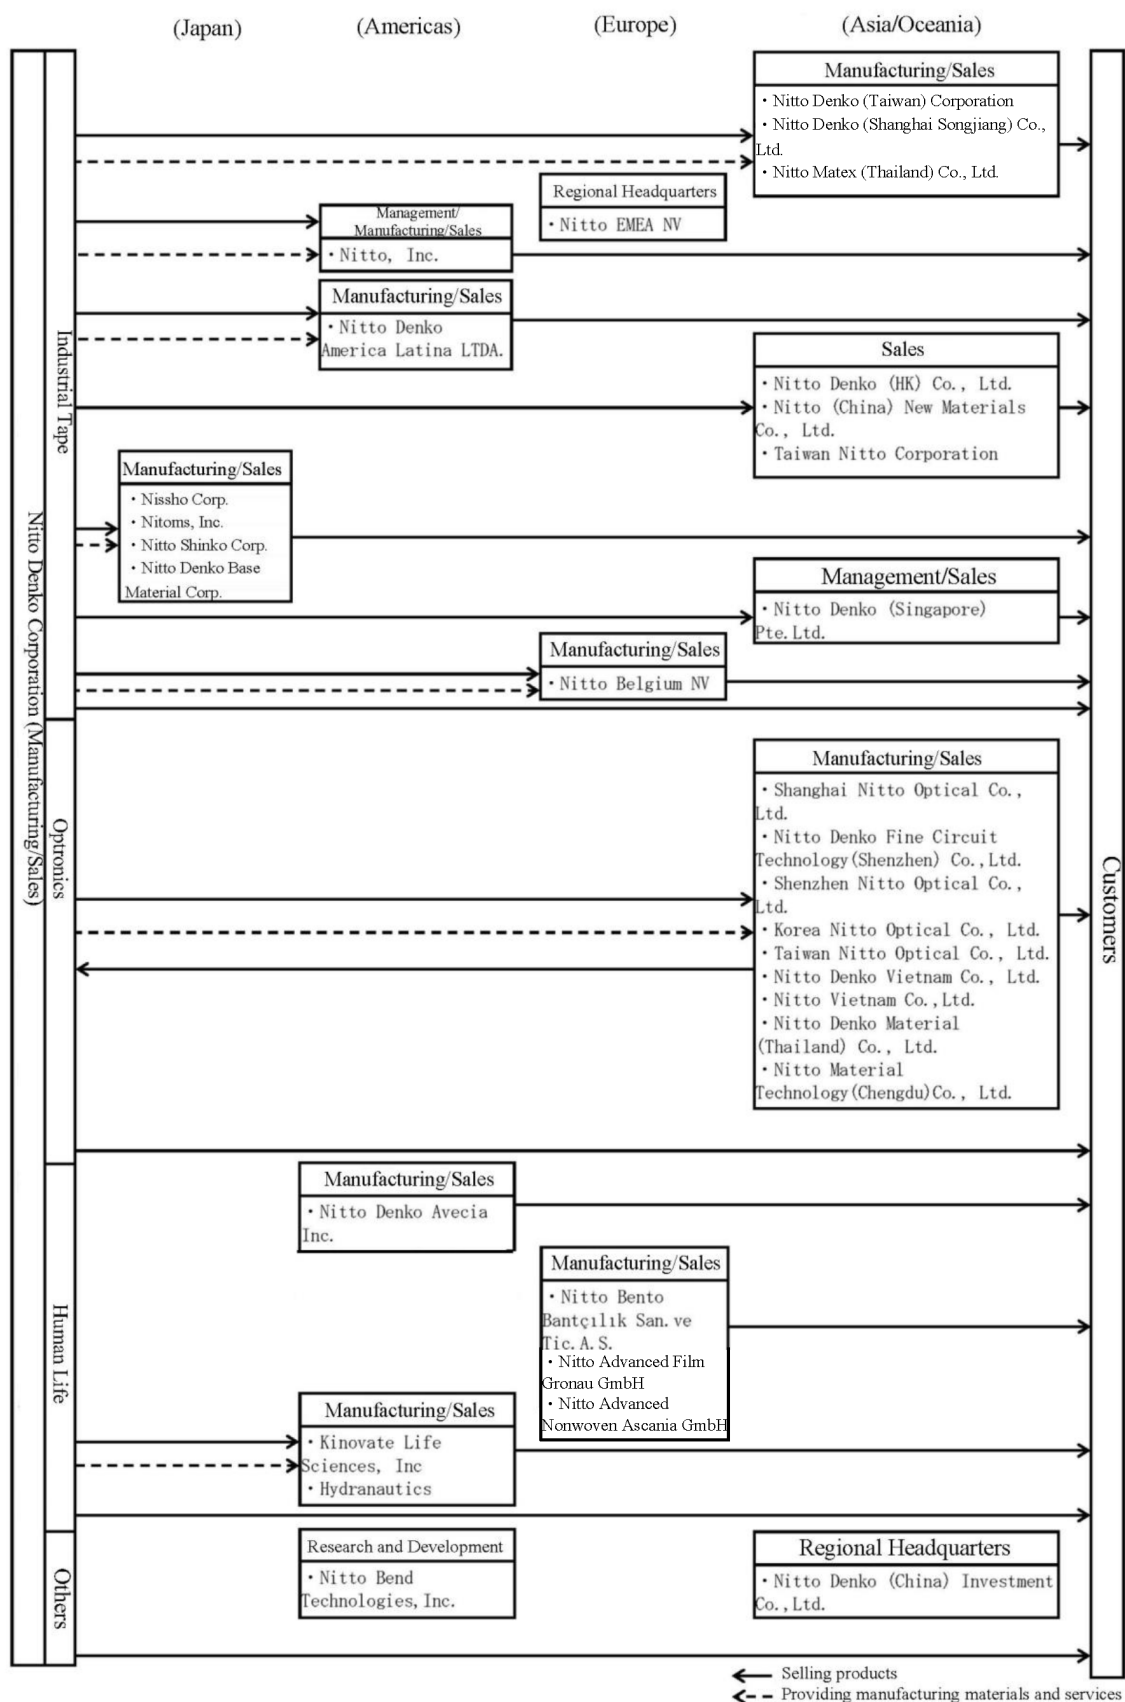 (Japan)
(Americas)
(Europe)
(Asia/Oceania)
Nitto Denko Corporation (Manufacturing/Sales)
Industrial Tape
Manufacturing/Sales
・Nitto Denko (Taiwan) Corporation
・Nitto Denko (Shanghai Songjiang) Co.,
Ltd.
・Nitto Matex (Thailand) Co., Ltd.
Regional Headquarters
・Nitto EMEA NV
Management/
Manufacturing/Sales
・Nitto, Inc.
Manufacturing/Sales
・Nitto Denko
America Latina LTDA.
Sales
・Nitto Denko (HK) Co., Ltd.
・Nitto (China) New Materials
Co., Ltd.
・Taiwan Nitto Corporation
Manufacturing/Sales
・Nissho Corp.
・Nitoms, Inc.
・Nitto Shinko Corp.
・Nitto Denko Base
Material Corp.
Management/Sales
・Nitto Denko (Singapore)
Pte.Ltd.
Manufacturing/Sales
・Nitto Belgium NV
Optronics
Manufacturing/Sales
・Shanghai Nitto Optical Co.,
Ltd.
・Nitto Denko Fine Circuit
Technology(Shenzhen) Co.,Ltd.
・Shenzhen Nitto Optical Co.,
Ltd.
・Korea Nitto Optical Co., Ltd.
・Taiwan Nitto Optical Co., Ltd.
・Nitto Denko Vietnam Co., Ltd.
・Nitto Vietnam Co.,Ltd.
・Nitto Denko Material
(Thailand) Co., Ltd.
・Nitto Material
Technology(Chengdu)Co., Ltd.
Customers
Human Life
Manufacturing/Sales
・Nitto Denko Avecia
Inc.
Manufacturing/Sales
・Nitto Bento
Bantçılık San.ve
Tic.A.S.
・Nitto Advanced Film
Gronau GmbH
・Nitto Advanced
Nonwoven Ascania GmbH
Manufacturing/Sales
・Kinovate Life
Sciences, Inc
・Hydranautics
Others
Research and Development
・Nitto Bend
Technologies,Inc.
Regional Headquarters
・Nitto Denko (China) Investment
Co.,Ltd.
Selling products
Providing manufacturing materials and services